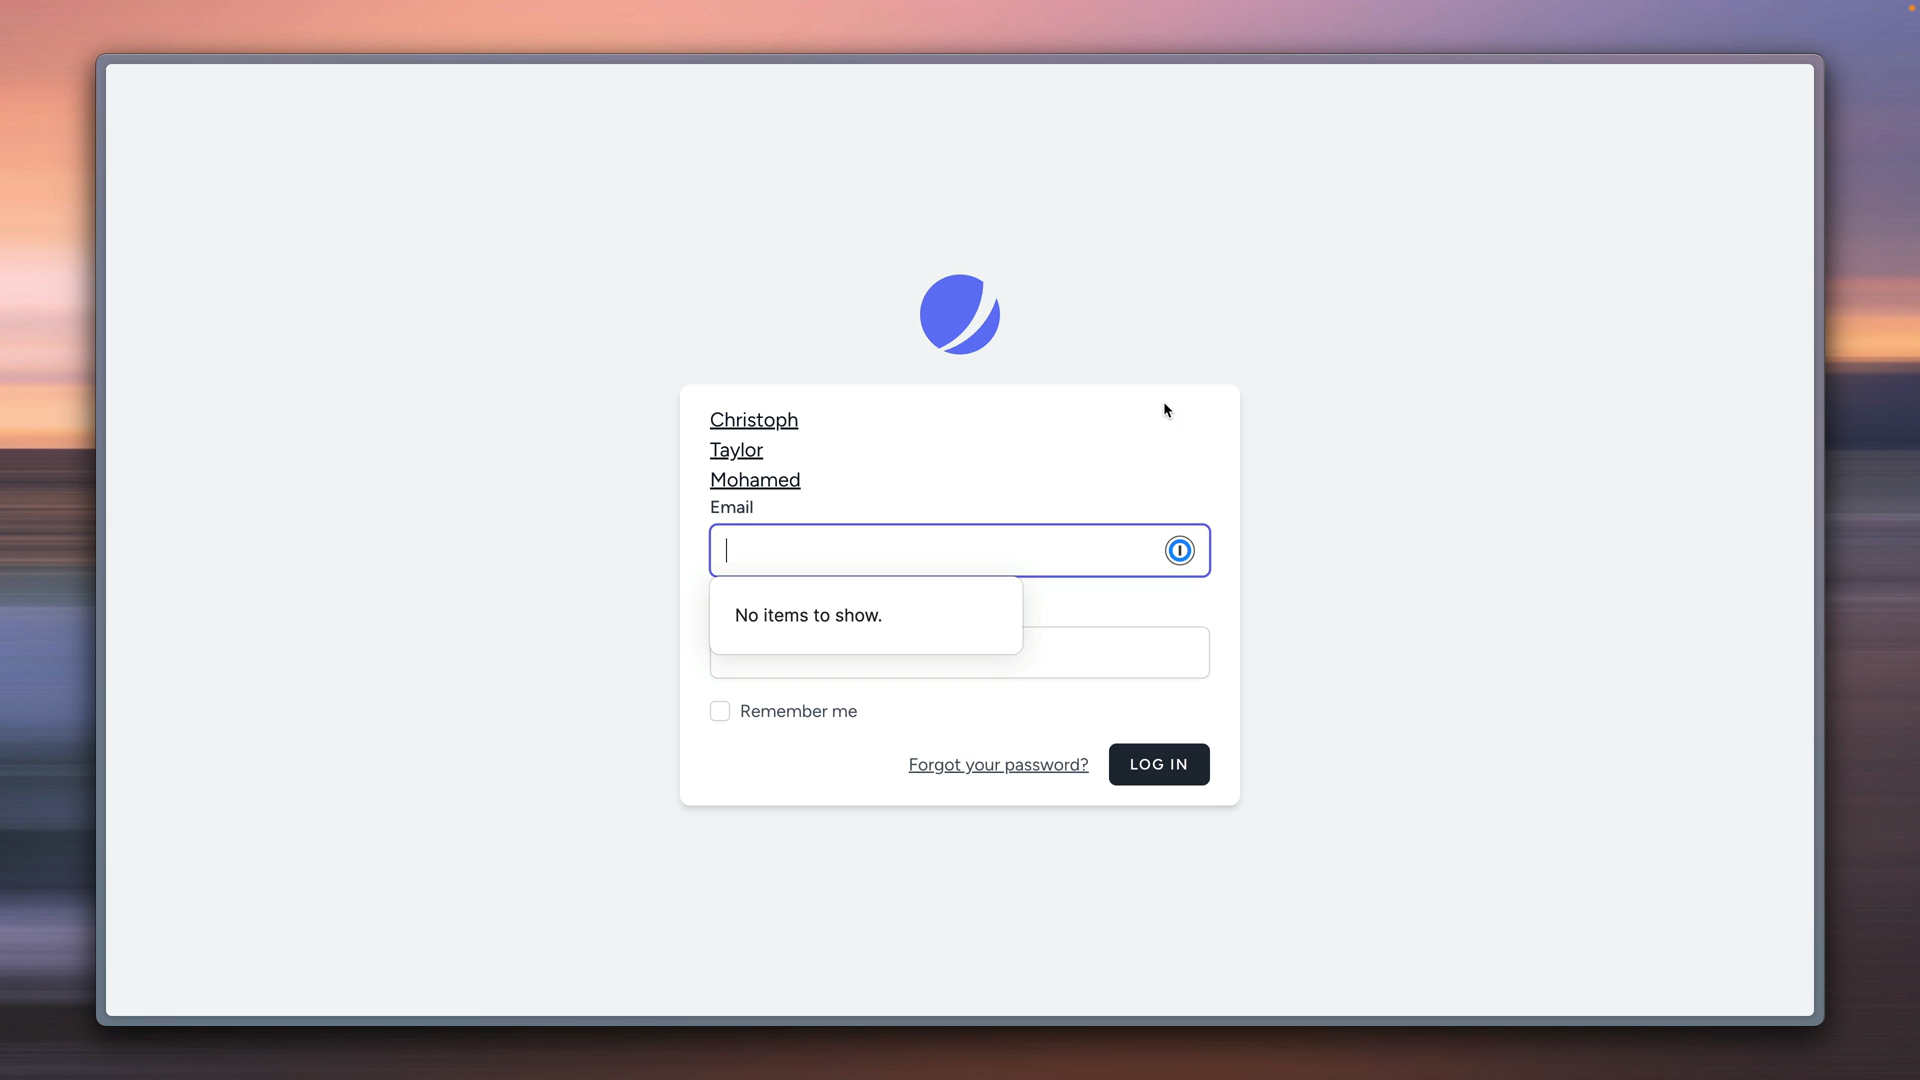 Christoph
Taylor
Mohamed
Email
No items to show.
Remember me
Forgot your password?
LOG IN